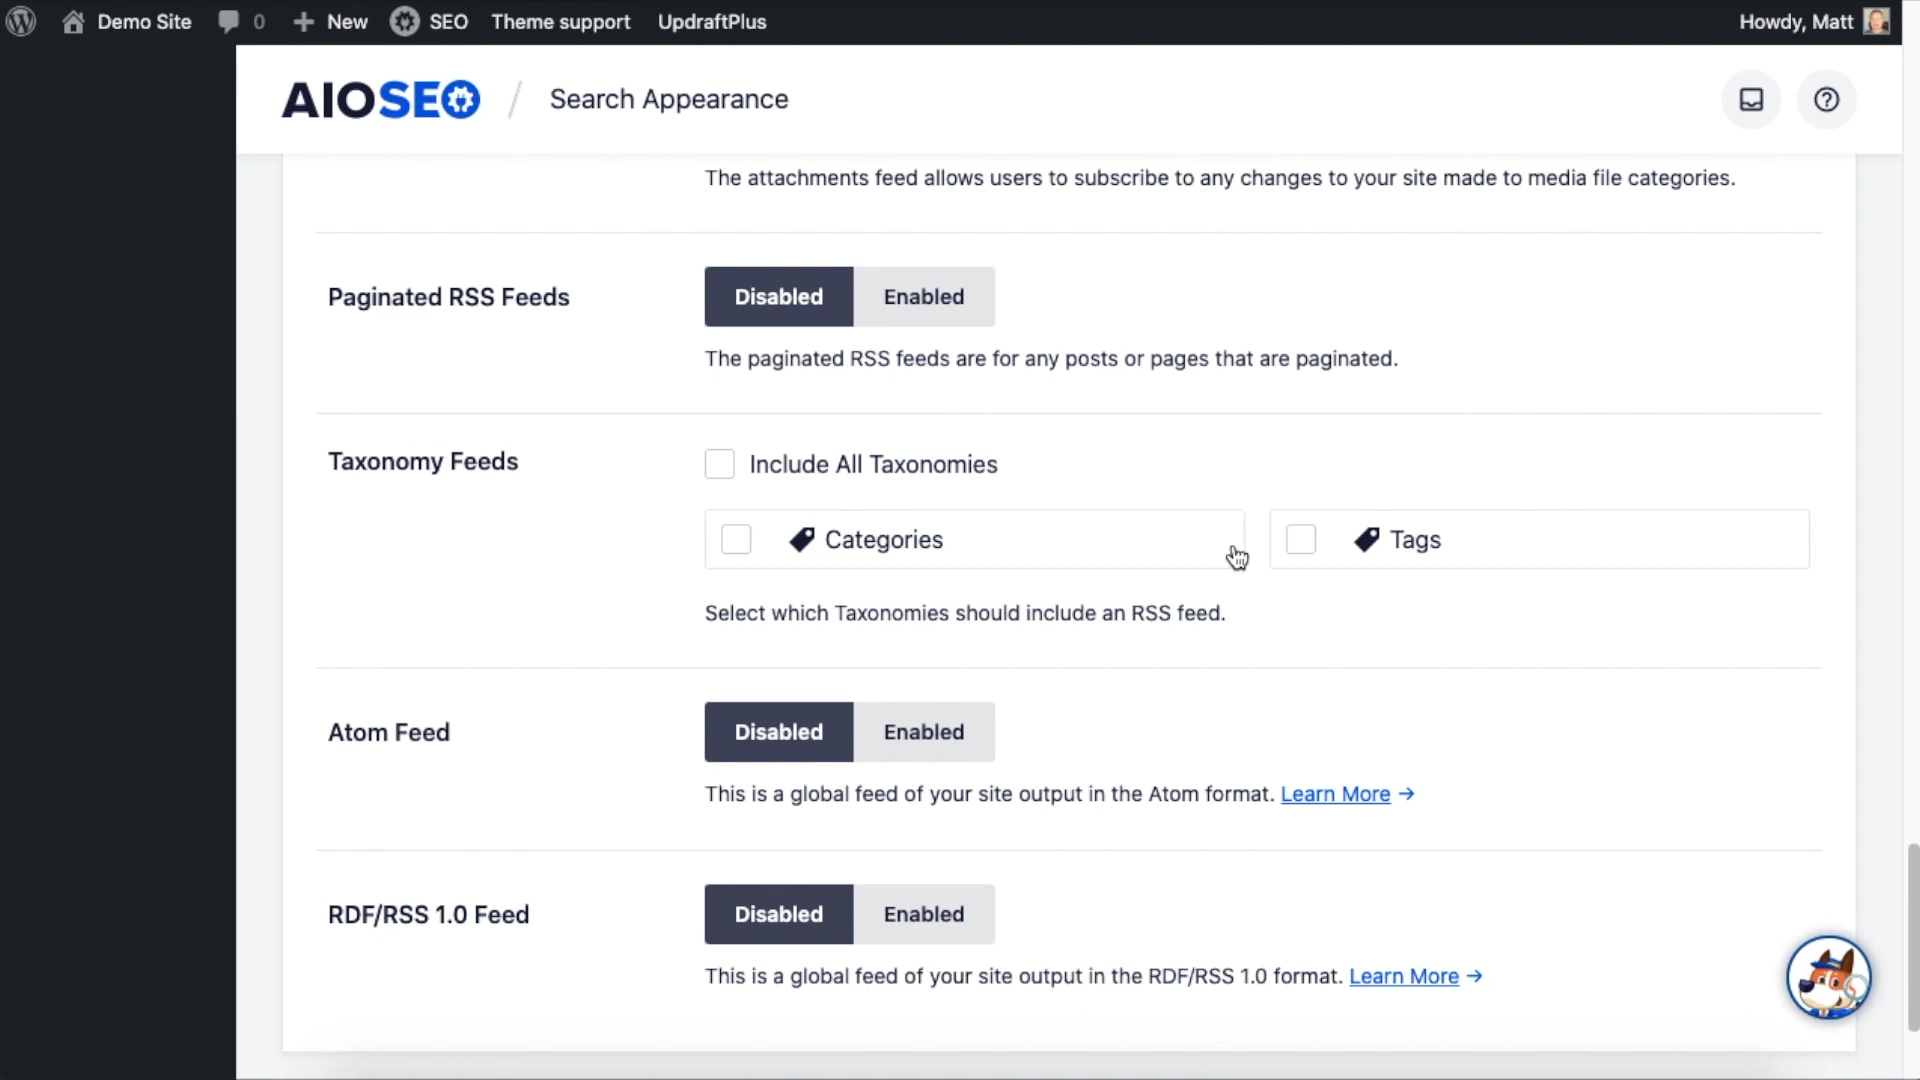 Demo Site 0 New SEO Theme support UpdraftPlus Howdy, Matt
AIOSEO / Search Appearance
The attachments feed allows users to subscribe to any changes to your site made to media file categories.
Paginated RSS Feeds Disabled Enabled
The paginated RSS feeds are for any posts or pages that are paginated.
Taxonomy Feeds Include All Taxonomies
Categories Tags
Select which Taxonomies should include an RSS feed.
Atom Feed Disabled Enabled
This is a global feed of your site output in the Atom format. Learn More →
RDF/RSS 1.0 Feed Disabled Enabled
This is a global feed of your site output in the RDF/RSS 1.0 format. Learn More →